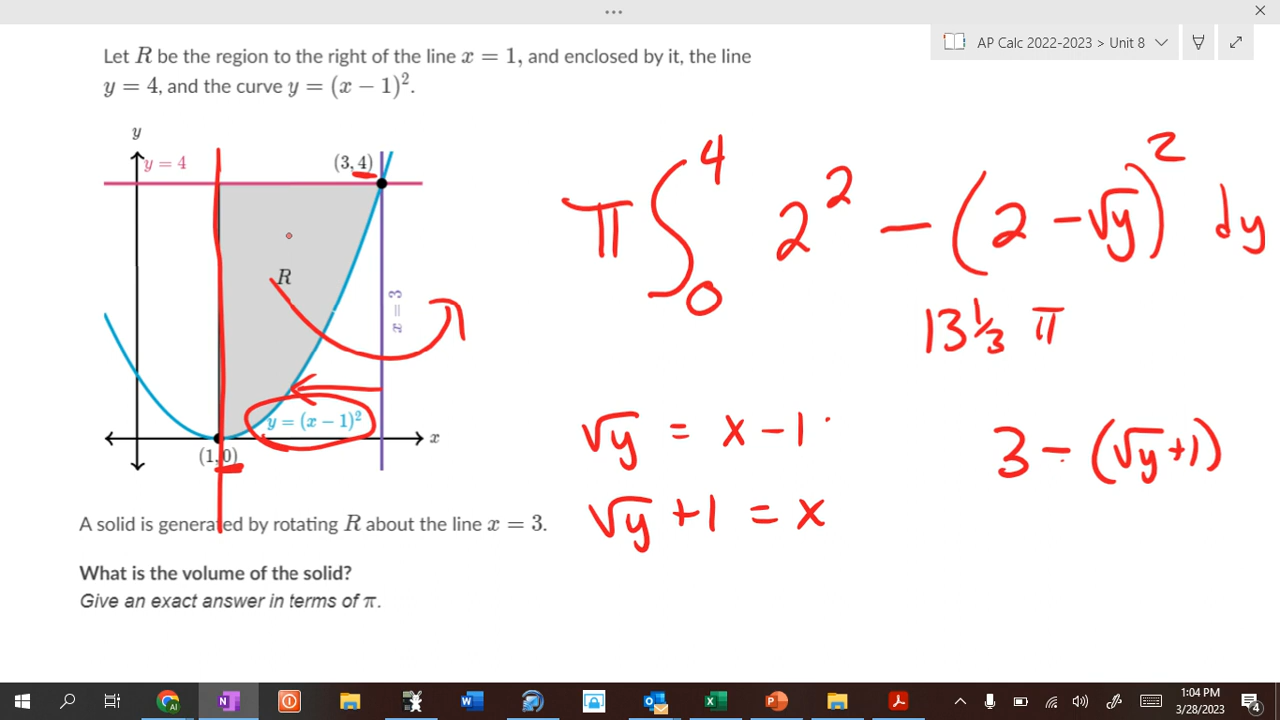 AP Calc 2022-2023 > Unit 8
Let R be the region to the right of the line x = 1, and enclosed by it, the line
y = 4, and the curve y = (x − 1)².
y
y = 4
(3, 4)
R
x = 3
y = (x − 1)²
x
(1, 0)
A solid is generated by rotating R about the line x = 3.
What is the volume of the solid?
Give an exact answer in terms of π.
π ∫₀⁴ 2² − (2 − √y)² dy
13 ⅓ π
√y = x − 1
√y + 1 = x
3 − (√y + 1)
1:04 PM
3/28/2023
4